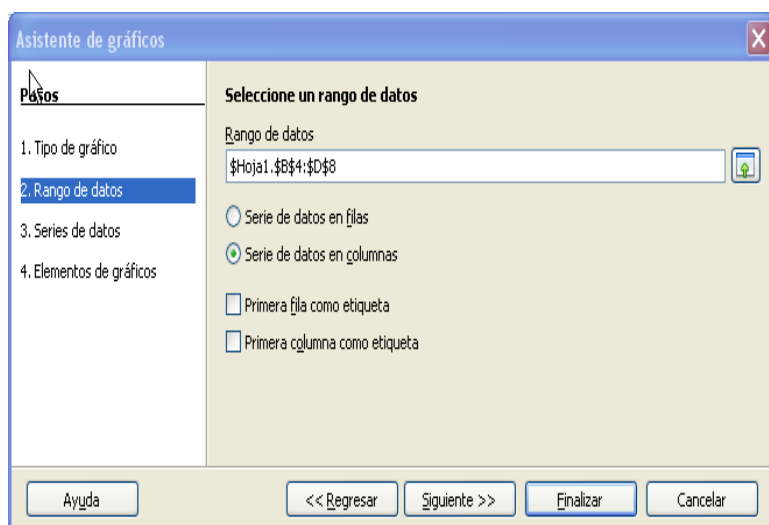 Asistente de gráficos
Pasos
1. Tipo de gráfico
2. Rango de datos
3. Series de datos
4. Elementos de gráficos
Seleccione un rango de datos
Rango de datos
$Hoja1.$B$4:$D$8
Serie de datos en filas
Serie de datos en columnas
Primera fila como etiqueta
Primera columna como etiqueta
Ayuda
<< Regresar
Siguiente >>
Finalizar
Cancelar